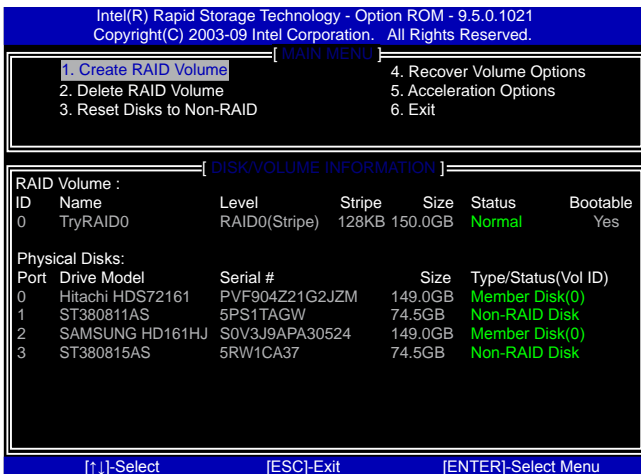 Intel(R) Rapid Storage Technology - Option ROM - 9.5.0.1021
Copyright(C) 2003-09 Intel Corporation. All Rights Reserved.
[ MAIN MENU ]
1. Create RAID Volume 4. Recover Volume Options
2. Delete RAID Volume 5. Acceleration Options
3. Reset Disks to Non-RAID 6. Exit
[ DISK/VOLUME INFORMATION ]
RAID Volume :
ID Name Level Stripe Size Status Bootable
0 TryRAID0 RAID0(Stripe) 128KB 150.0GB Normal Yes
Physical Disks:
Port Drive Model Serial # Size Type/Status(Vol ID)
0 Hitachi HDS72161 PVF904Z21G2JZM 149.0GB Member Disk(0)
1 ST380811AS 5PS1TAGW 74.5GB Non-RAID Disk
2 SAMSUNG HD161HJ S0V3J9APA30524 149.0GB Member Disk(0)
3 ST380815AS 5RW1CA37 74.5GB Non-RAID Disk
[↑↓]-Select [ESC]-Exit [ENTER]-Select Menu